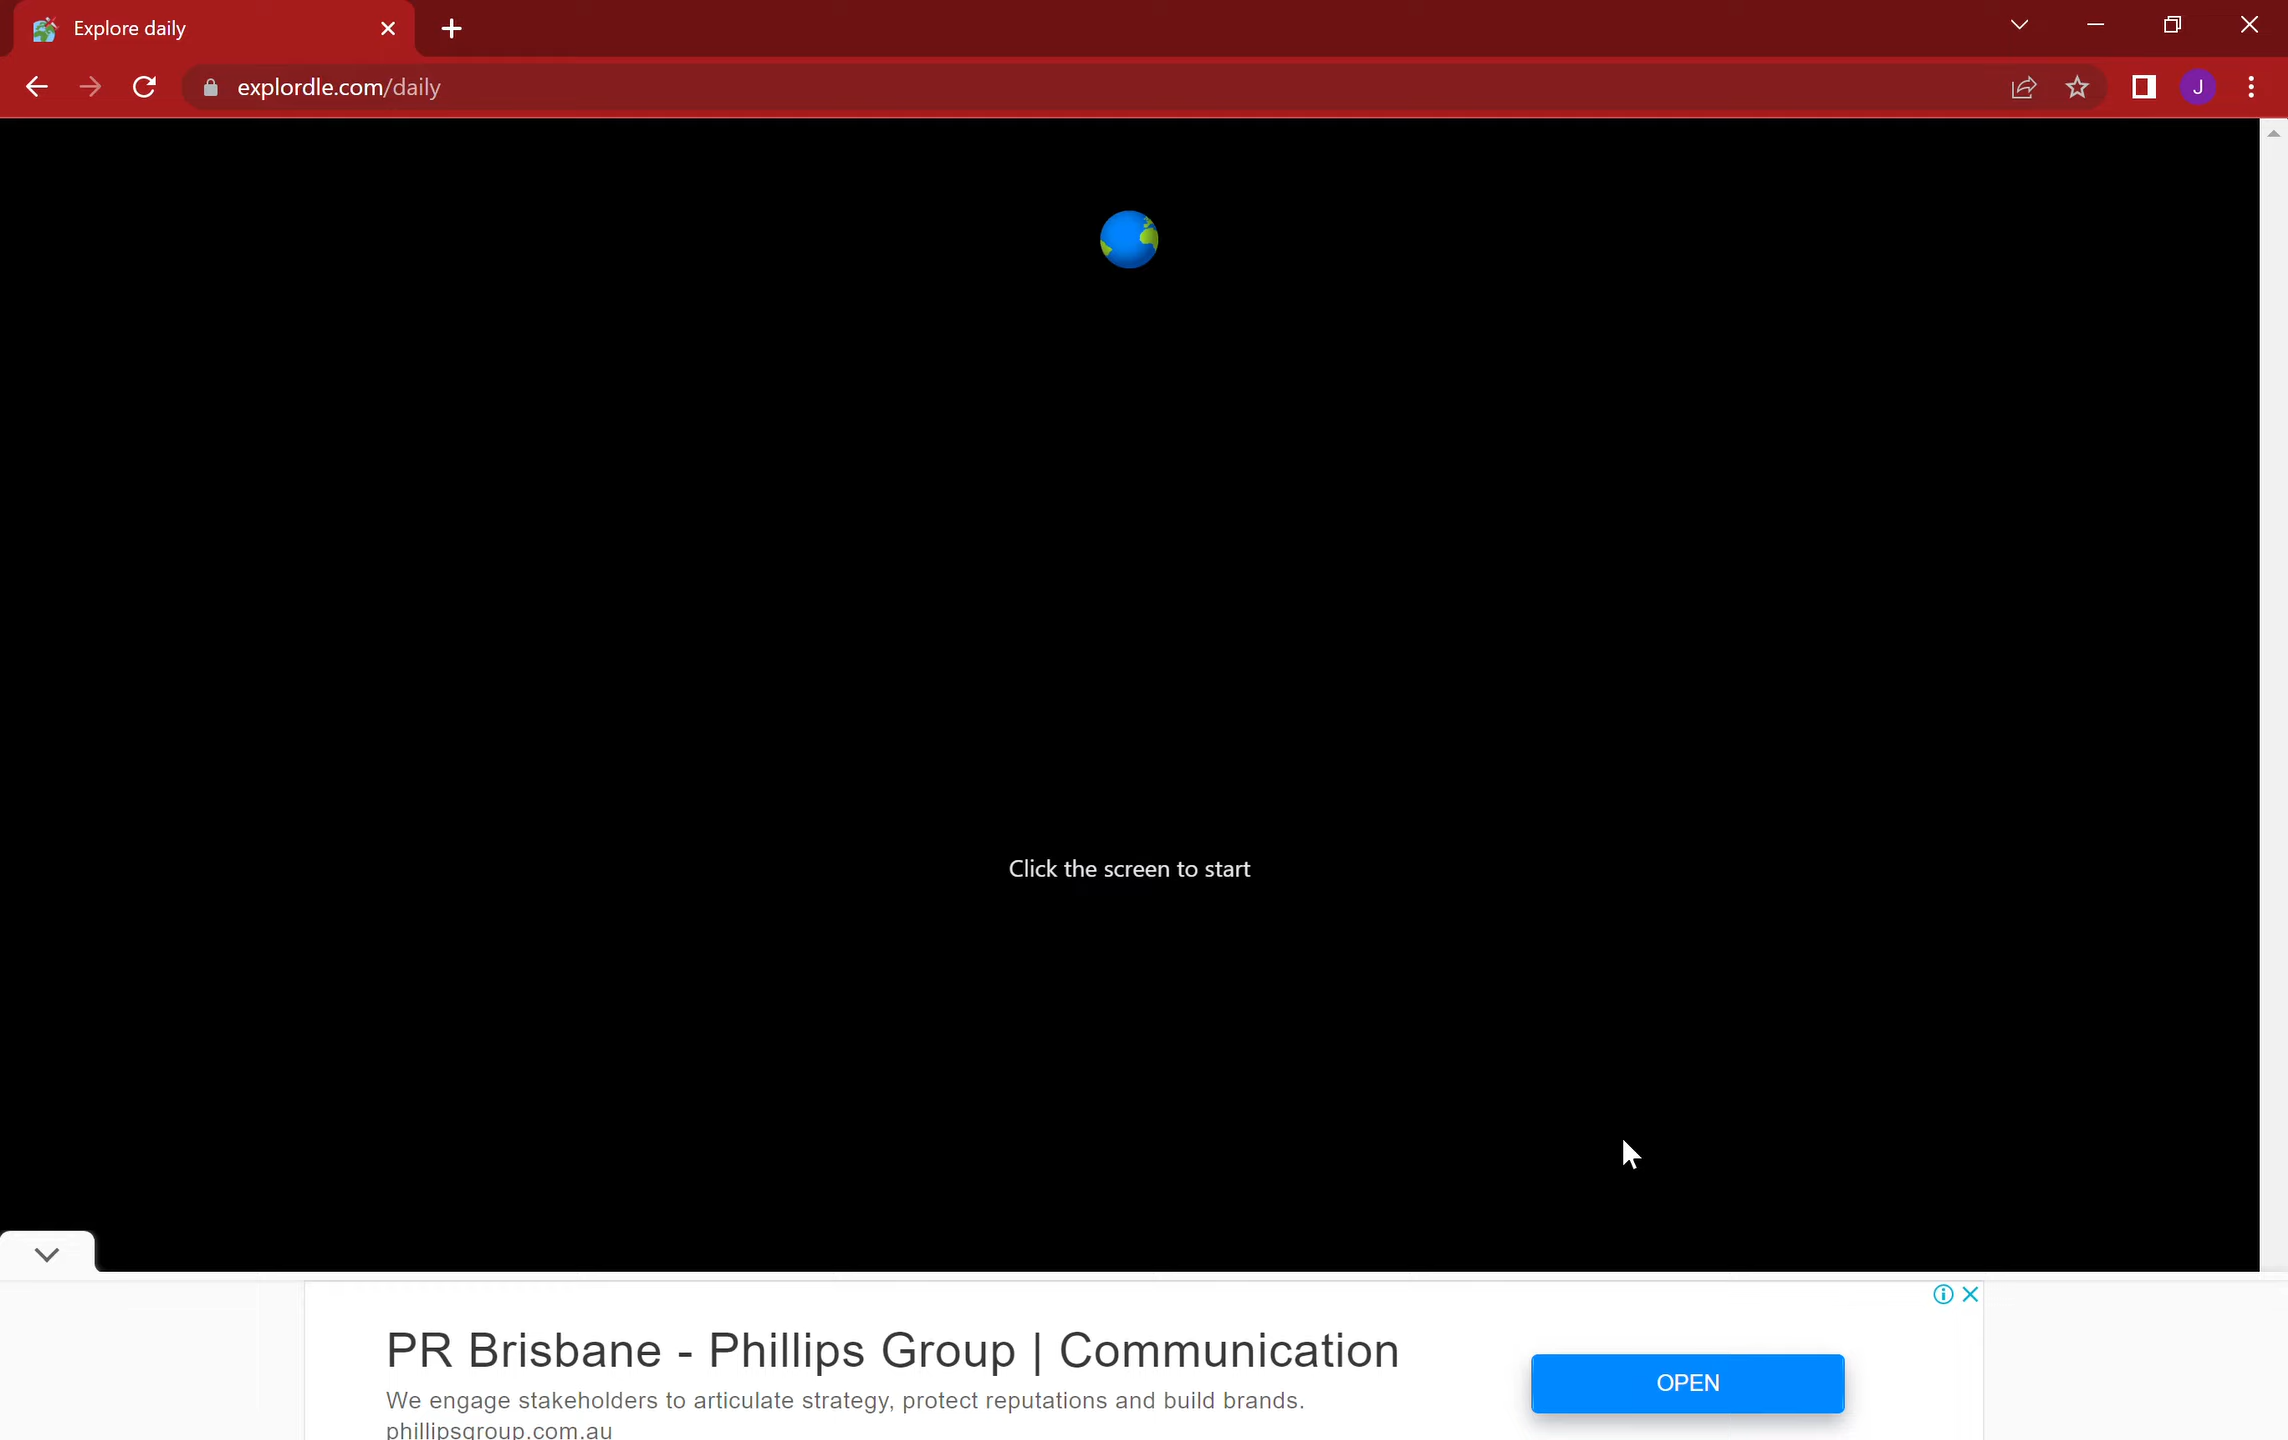 Explore daily
explordle.com/daily
J
Click the screen to start
PR Brisbane - Phillips Group | Communication
We engage stakeholders to articulate strategy, protect reputations and build brands.
OPEN
phillipsgroup.com.au